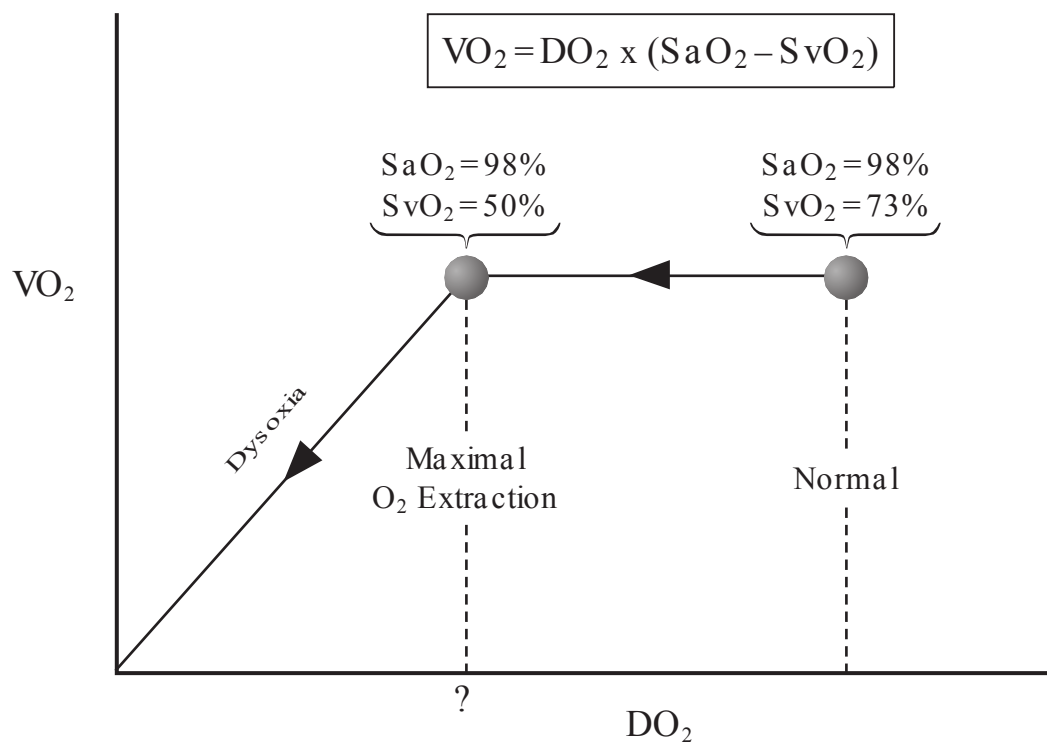 VO₂ = DO₂ x (SaO₂ – SvO₂)
SaO₂ = 98%
SvO₂ = 50%
SaO₂ = 98%
SvO₂ = 73%
VO₂
Dysoxia
Maximal
O₂ Extraction
Normal
?
DO₂